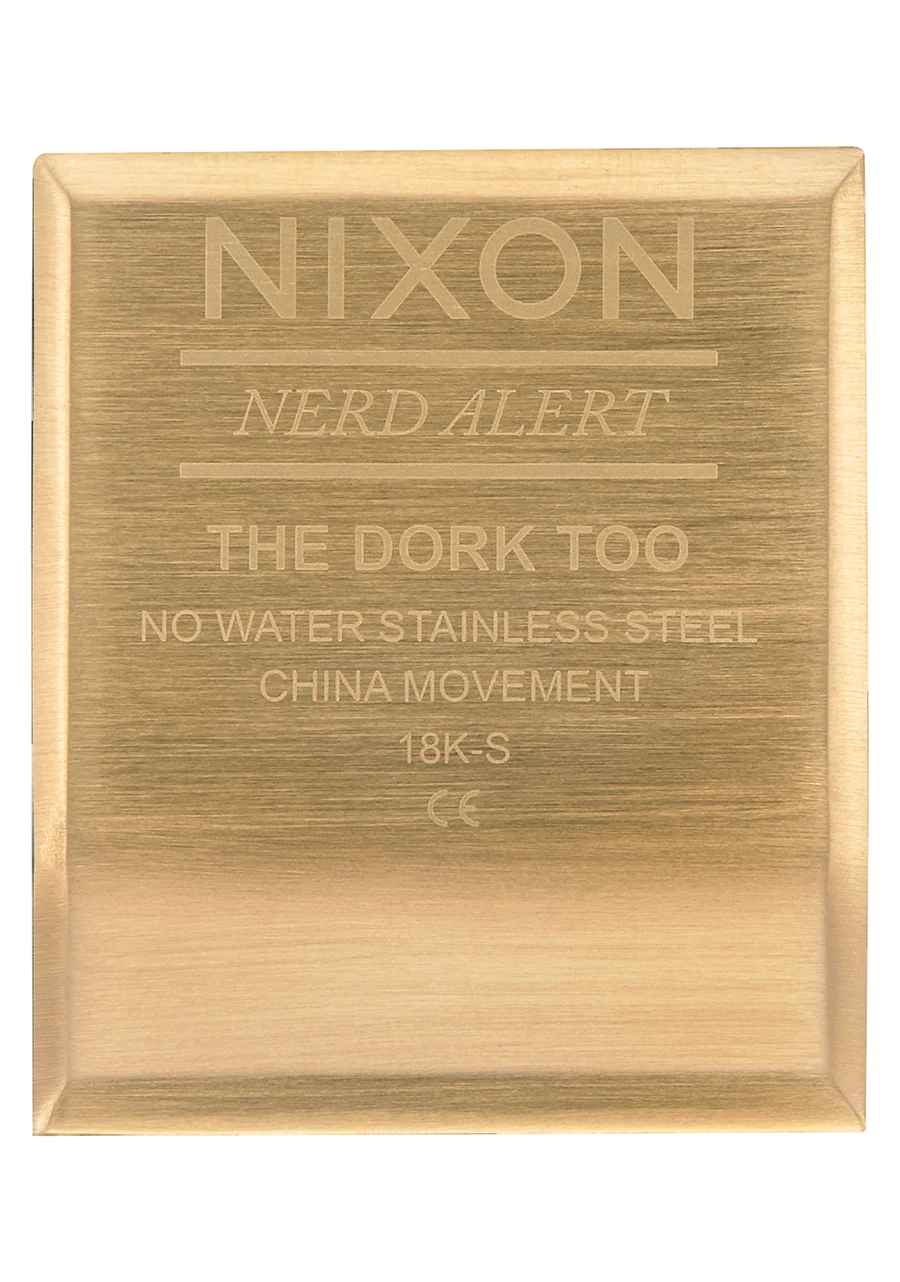 NIXON
NERD ALERT
THE DORK TOO
NO WATER STAINLESS STEEL
CHINA MOVEMENT
18K-S
CE